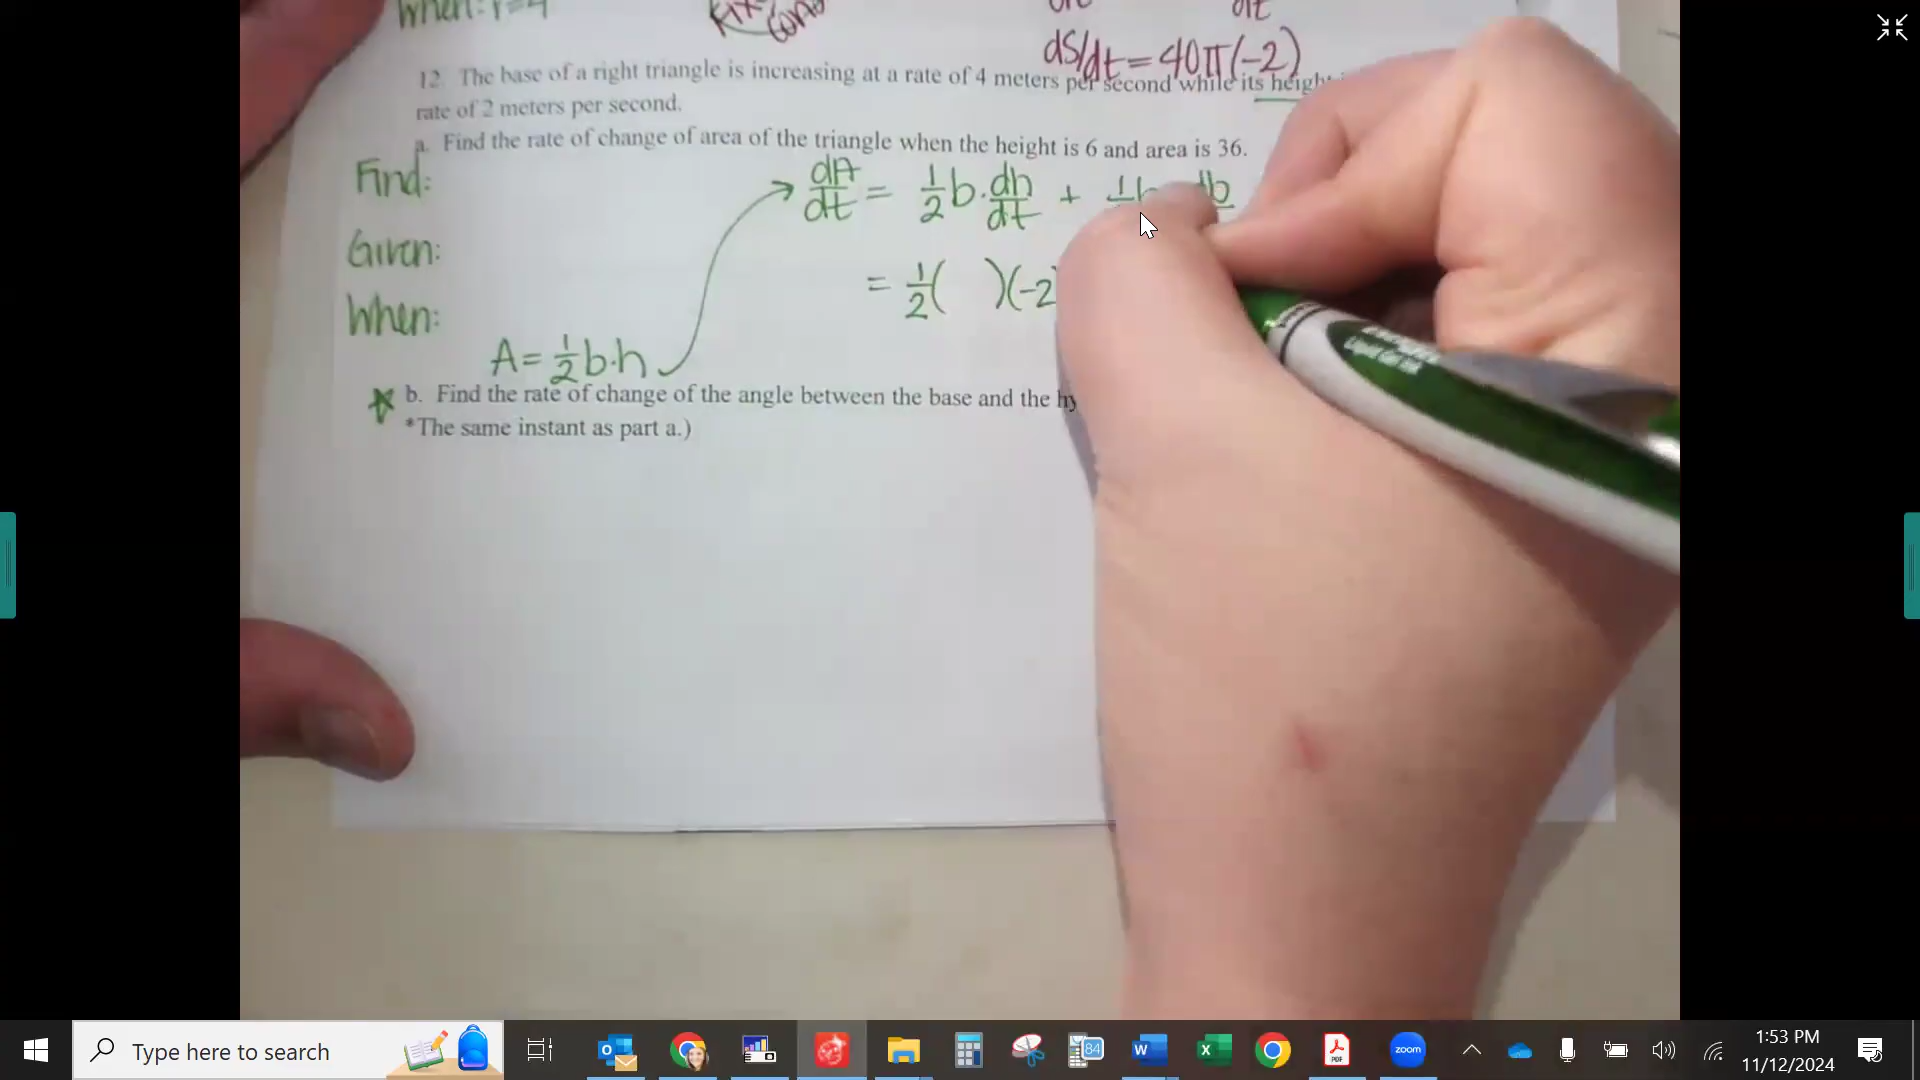 When: r=4
dS/dt = 40π(-2)
12. The base of a right triangle is increasing at a rate of 4 meters per second while its
rate of 2 meters per second.
a. Find the rate of change of area of the triangle when the height is 6 and area is 36.
Find:
dA/dt = 1/2 b · dh/dt +
Given:
= 1/2 ( )(-2
When:
A = 1/2 b·h
b. Find the rate of change of the angle between the base and the
*The same instant as part a.)
Type here to search
84
zoom
1:53 PM
11/12/2024